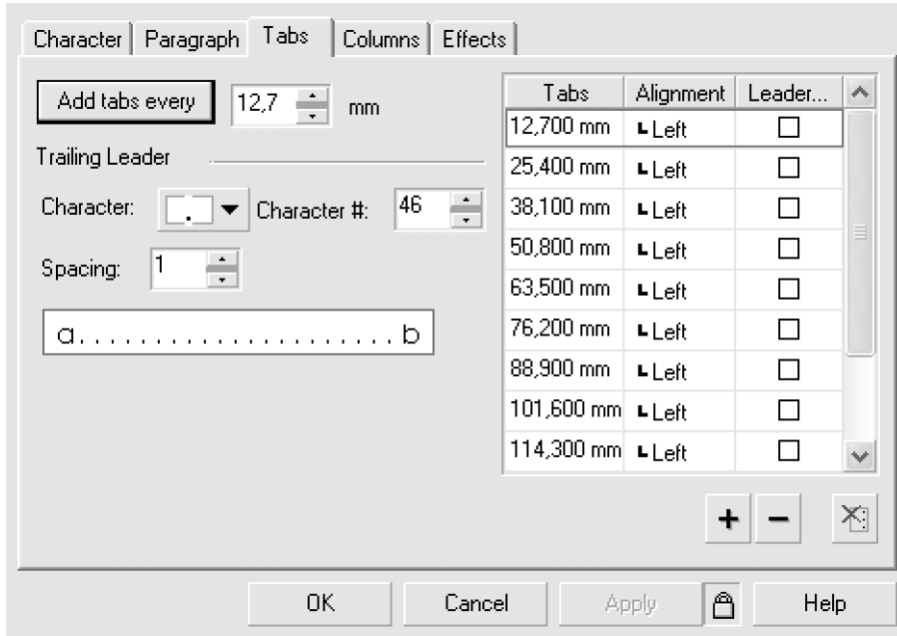 Character Paragraph Tabs Columns Effects
Add tabs every 12,7 mm
Trailing Leader
Character: . Character #: 46
Spacing: 1
a......................b
Tabs Alignment Leader...
12,700 mm Left
25,400 mm Left
38,100 mm Left
50,800 mm Left
63,500 mm Left
76,200 mm Left
88,900 mm Left
101,600 mm Left
114,300 mm Left
OK Cancel Apply Help